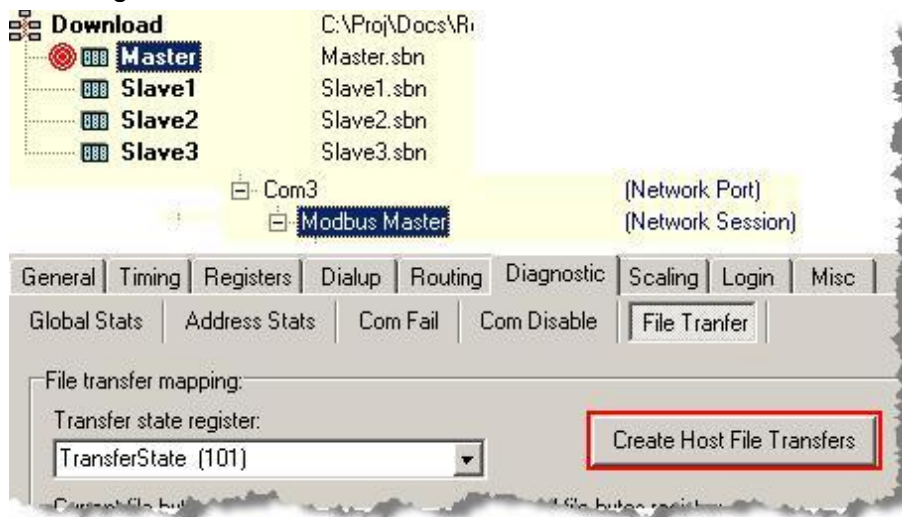 Download C:\Proj\Docs\R
Master Master.sbn
Slave1 Slave1.sbn
Slave2 Slave2.sbn
Slave3 Slave3.sbn
Com3 (Network Port)
Modbus Master (Network Session)
General Timing Registers Dialup Routing Diagnostic Scaling Login Misc
Global Stats Address Stats Com Fail Com Disable File Tranfer
File transfer mapping:
Transfer state register:
TransferState (101)
Create Host File Transfers